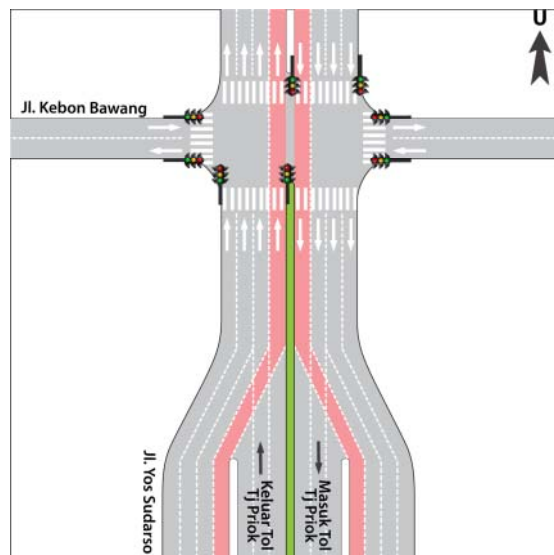 U
Jl. Kebon Bawang
Jl. Yos Sudarso
Keluar Tol
Tj Priok
Masuk Tol
Tj Priok